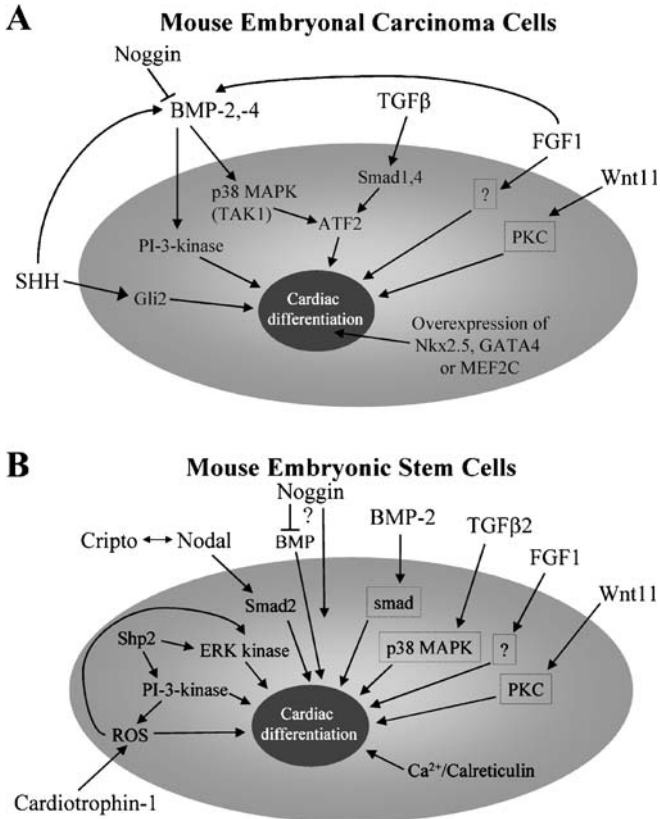 A
Mouse Embryonal Carcinoma Cells
Noggin
BMP-2,-4
TGFβ
FGF1
Smad1,4
Wnt11
p38 MAPK
(TAK1)
?
ATF2
PKC
PI-3-kinase
SHH
Gli2
Cardiac
differentiation
Overexpression of
Nkx2.5, GATA4
or MEF2C
B
Mouse Embryonic Stem Cells
Noggin
?
BMP
BMP-2
TGFβ2
Cripto
Nodal
FGF1
Wnt11
Smad2
smad
Shp2
ERK kinase
p38 MAPK
?
PI-3-kinase
PKC
ROS
Cardiac
differentiation
Ca²⁺/Calreticulin
Cardiotrophin-1